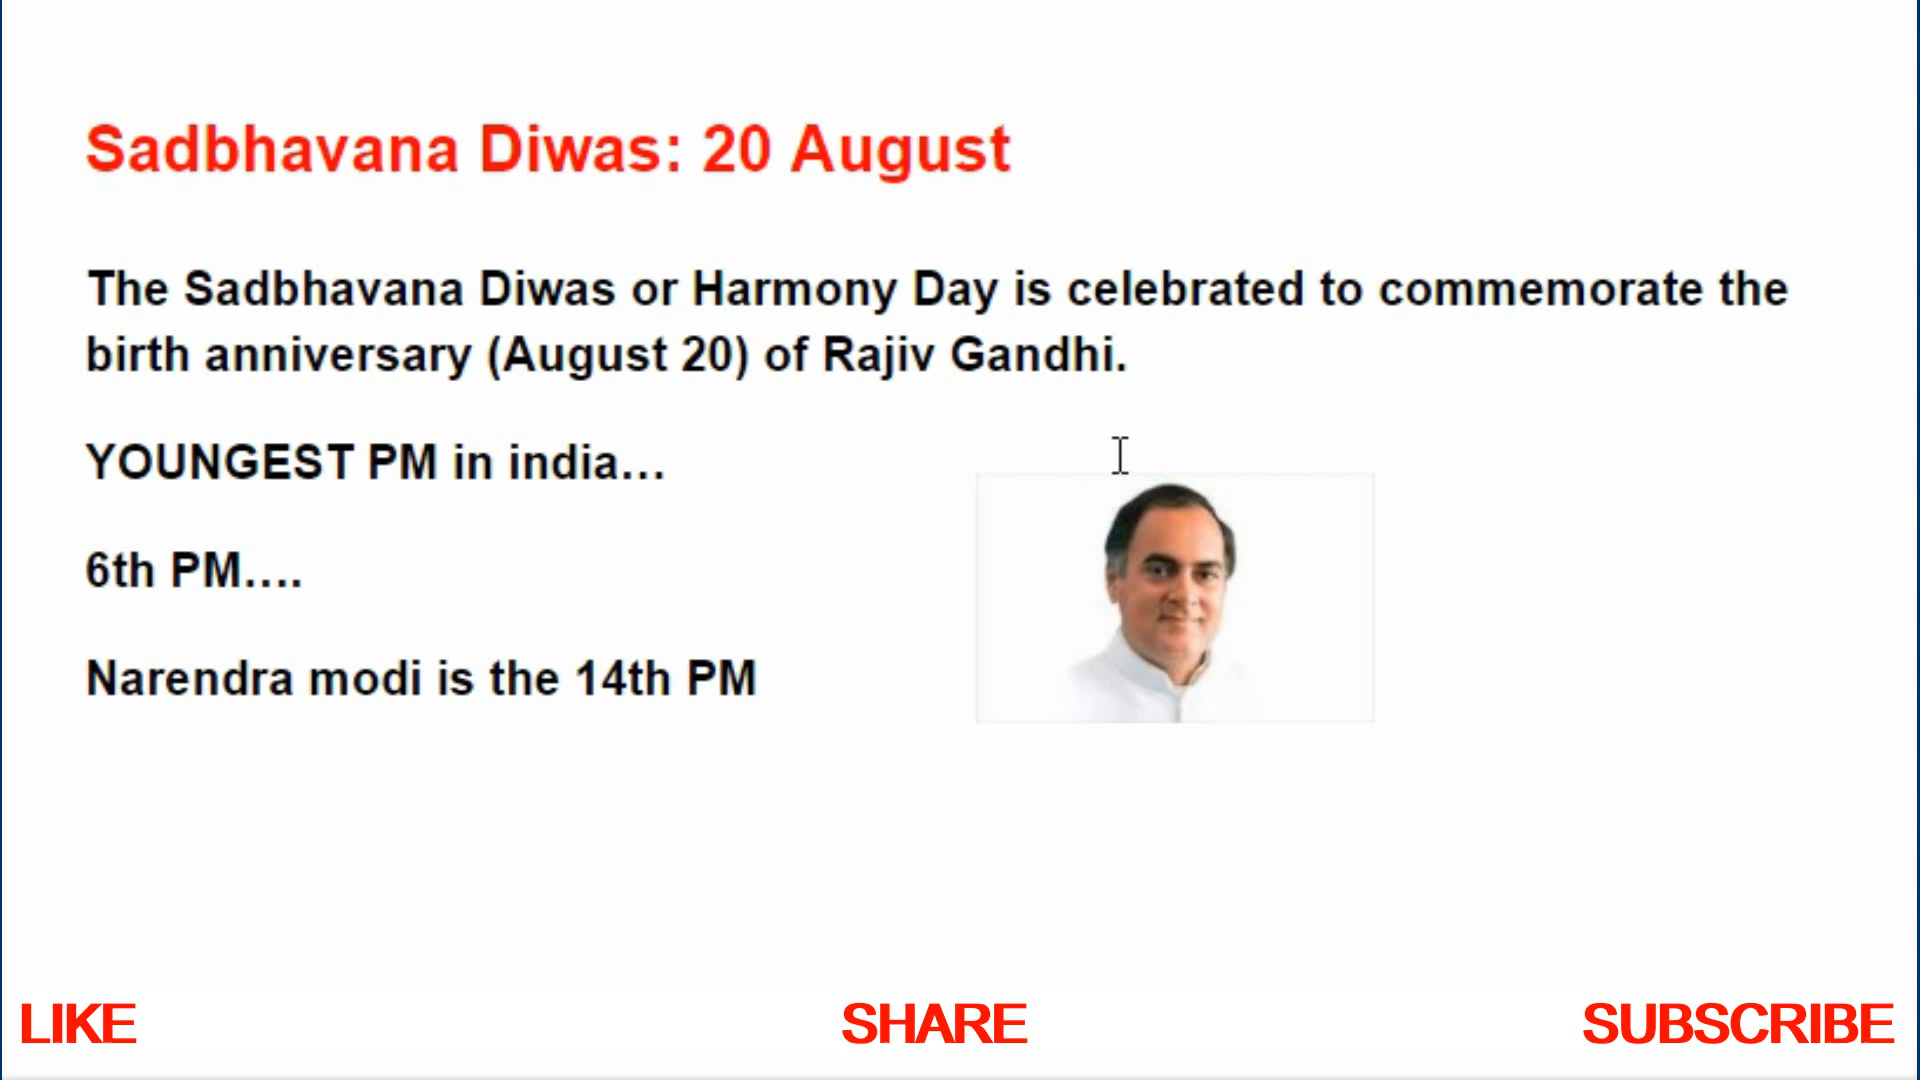 Sadbhavana Diwas: 20 August
The Sadbhavana Diwas or Harmony Day is celebrated to commemorate the
birth anniversary (August 20) of Rajiv Gandhi.
YOUNGEST PM in india...
6th PM....
Narendra modi is the 14th PM
LIKE SHARE SUBSCRIBE